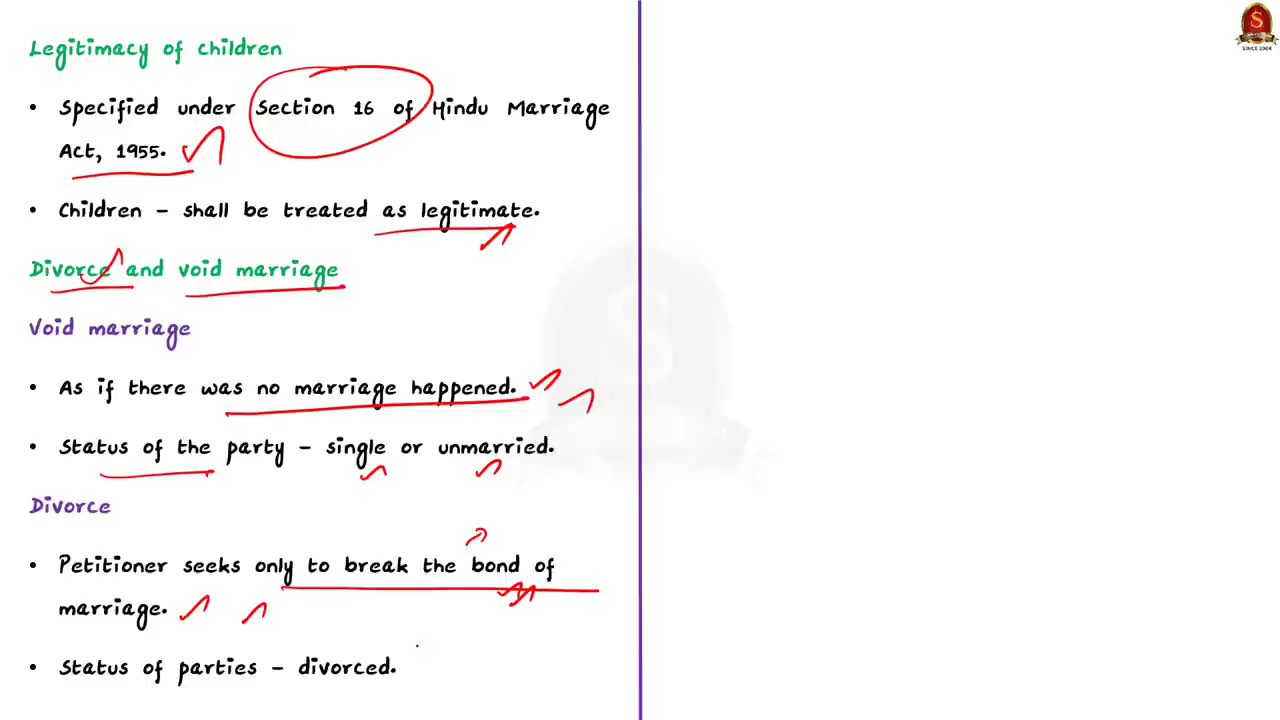 Legitimacy of children
• Specified under Section 16 of Hindu Marriage
Act, 1955.
• Children – shall be treated as legitimate.
Divorce and void marriage
Void marriage
• As if there was no marriage happened.
• Status of the party – single or unmarried.
Divorce
• Petitioner seeks only to break the bond of
marriage.
• Status of parties – divorced.
S
SINCE 2004